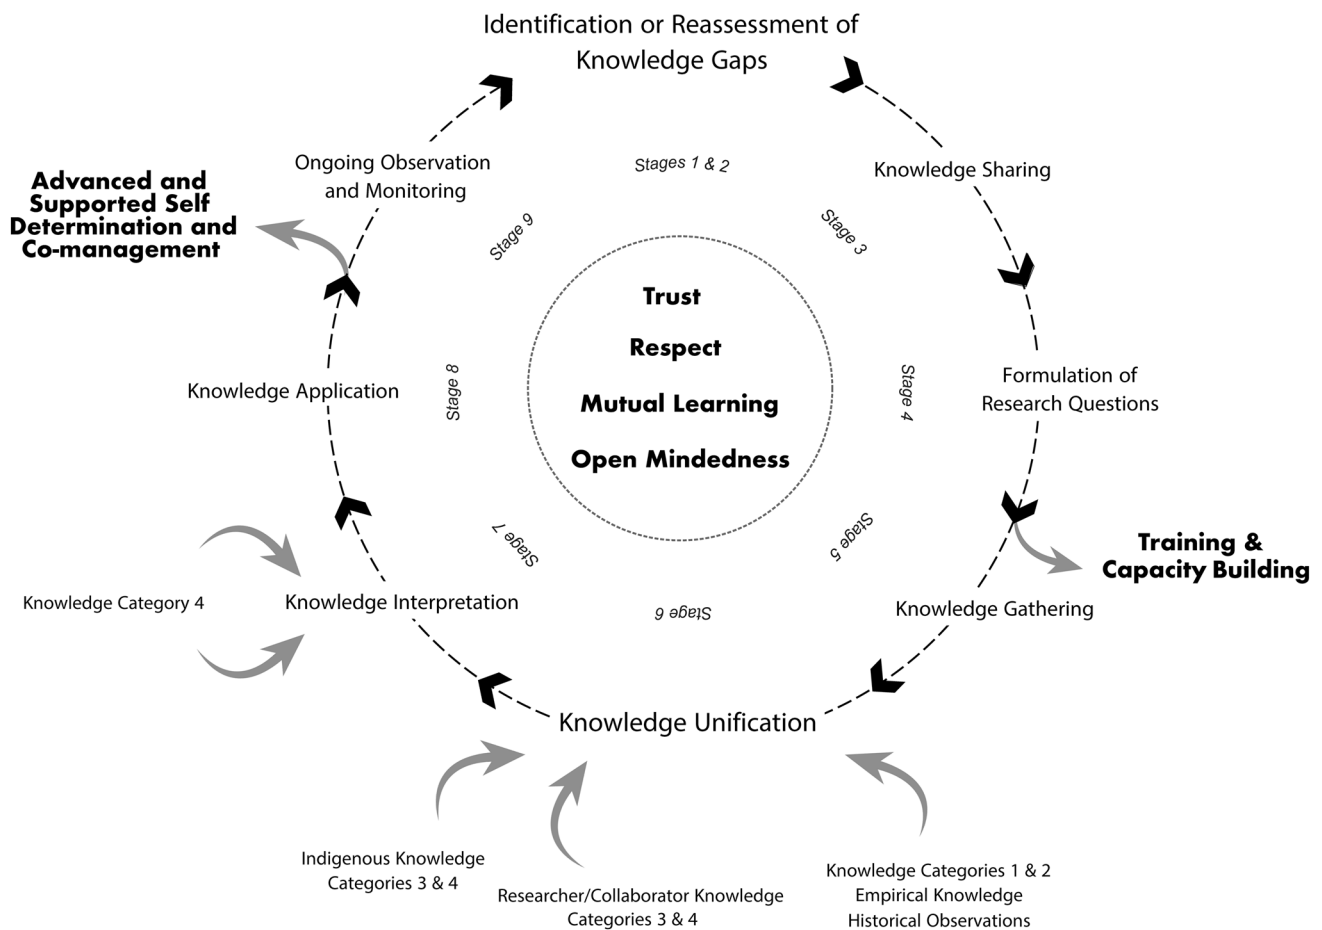 Identification or Reassessment of
Knowledge Gaps
Stages 1 & 2
Knowledge Sharing
Stage 3
Formulation of
Research Questions
Stage 4
Training &
Capacity Building
Knowledge Gathering
Stage 5
Knowledge Unification
Stage 6
Knowledge Categories 1 & 2
Empirical Knowledge
Historical Observations
Researcher/Collaborator Knowledge
Categories 3 & 4
Indigenous Knowledge
Categories 3 & 4
Knowledge Interpretation
Stage 7
Knowledge Category 4
Knowledge Application
Stage 8
Advanced and
Supported Self
Determination and
Co-management
Ongoing Observation
and Monitoring
Stage 9
Trust
Respect
Mutual Learning
Open Mindedness